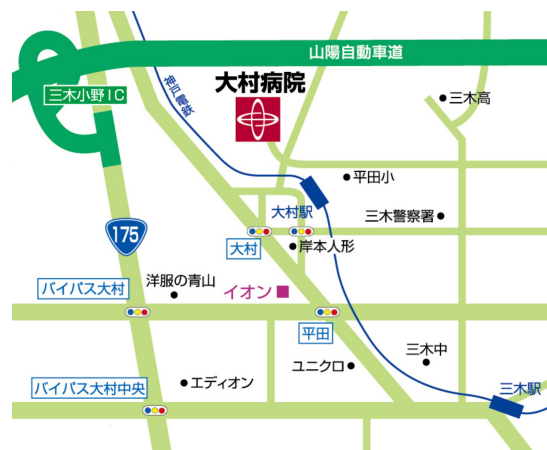 山陽自動車道
神戸電鉄
大村病院
三木小野IC
三木高
平田小
大村駅
175
三木警察署
大村
岸本人形
バイパス大村
洋服の青山
イオン
平田
三木中
ユニクロ
エディオン
三木駅
バイパス大村中央